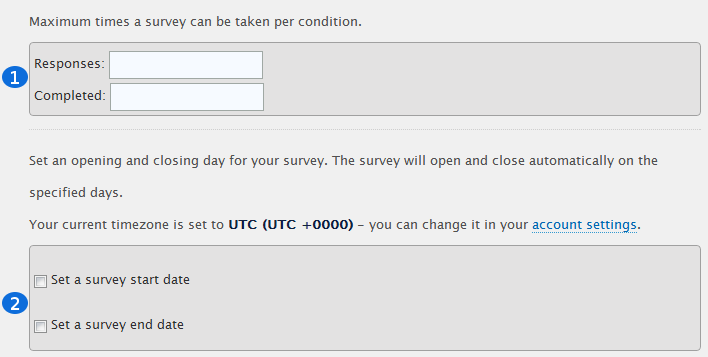 Maximum times a survey can be taken per condition.
1
Responses:
Completed:
Set an opening and closing day for your survey. The survey will open and close automatically on the
specified days.
Your current timezone is set to UTC (UTC +0000) – you can change it in your account settings.
Set a survey start date
2
Set a survey end date